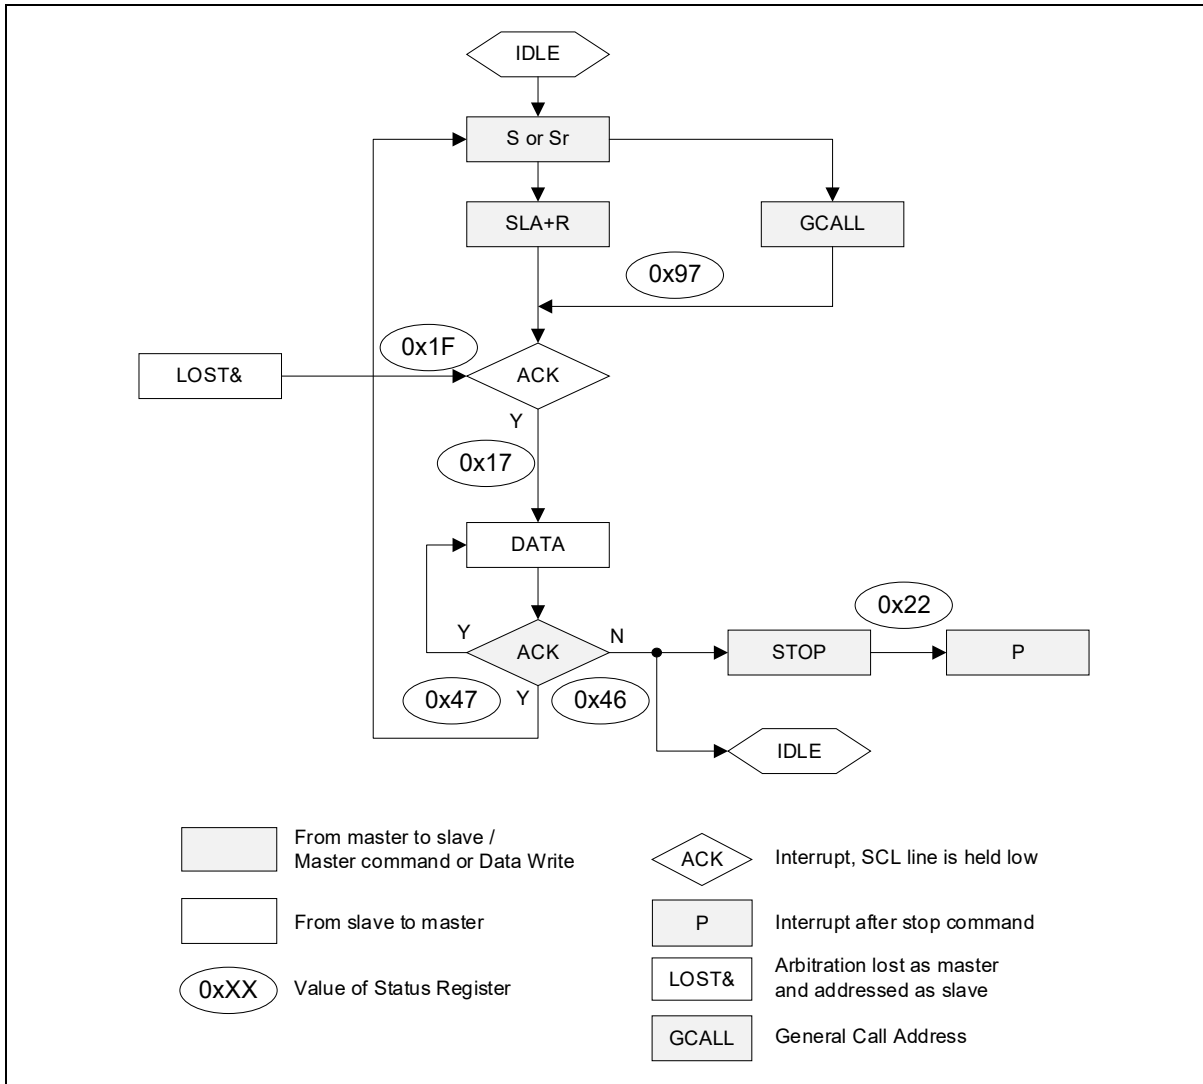 IDLE
S or Sr
SLA+R
GCALL
0x97
0x1F
LOST&
ACK
Y
0x17
DATA
0x22
Y
ACK
N
STOP
P
0x47
Y
0x46
IDLE
From master to slave /
Master command or Data Write
ACK
Interrupt, SCL line is held low
From slave to master
P
Interrupt after stop command
0xXX
Value of Status Register
LOST&
Arbitration lost as master
and addressed as slave
GCALL
General Call Address